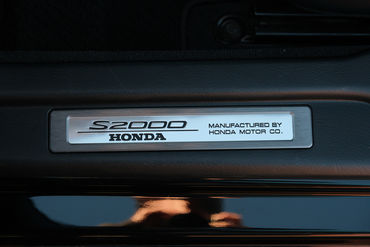 S2000
HONDA
MANUFACTURED BY
HONDA MOTOR CO.